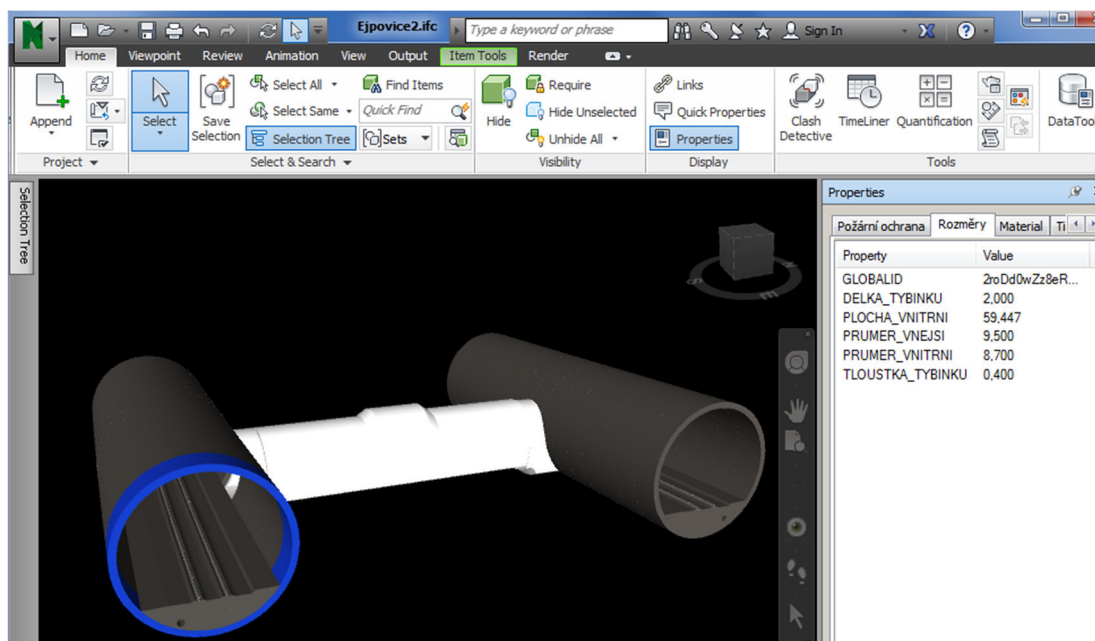 Ejpovice2.ifc
Type a keyword or phrase
Sign In
Home Viewpoint Review Animation View Output Item Tools Render
Append
Select
Save Selection
Select All
Select Same
Selection Tree
Find Items
Quick Find
Sets
Hide
Require
Hide Unselected
Unhide All
Links
Quick Properties
Properties
Clash Detective
TimeLiner
Quantification
DataTool
Project
Select & Search
Visibility
Display
Tools
Selection Tree
Properties
Požární ochrana Rozměry Material Ti
Property Value
GLOBALID 2roDd0wZz8eR...
DELKA_TYBINKU 2,000
PLOCHA_VNITRNI 59,447
PRUMER_VNEJSI 9,500
PRUMER_VNITRNI 8,700
TLOUSTKA_TYBINKU 0,400